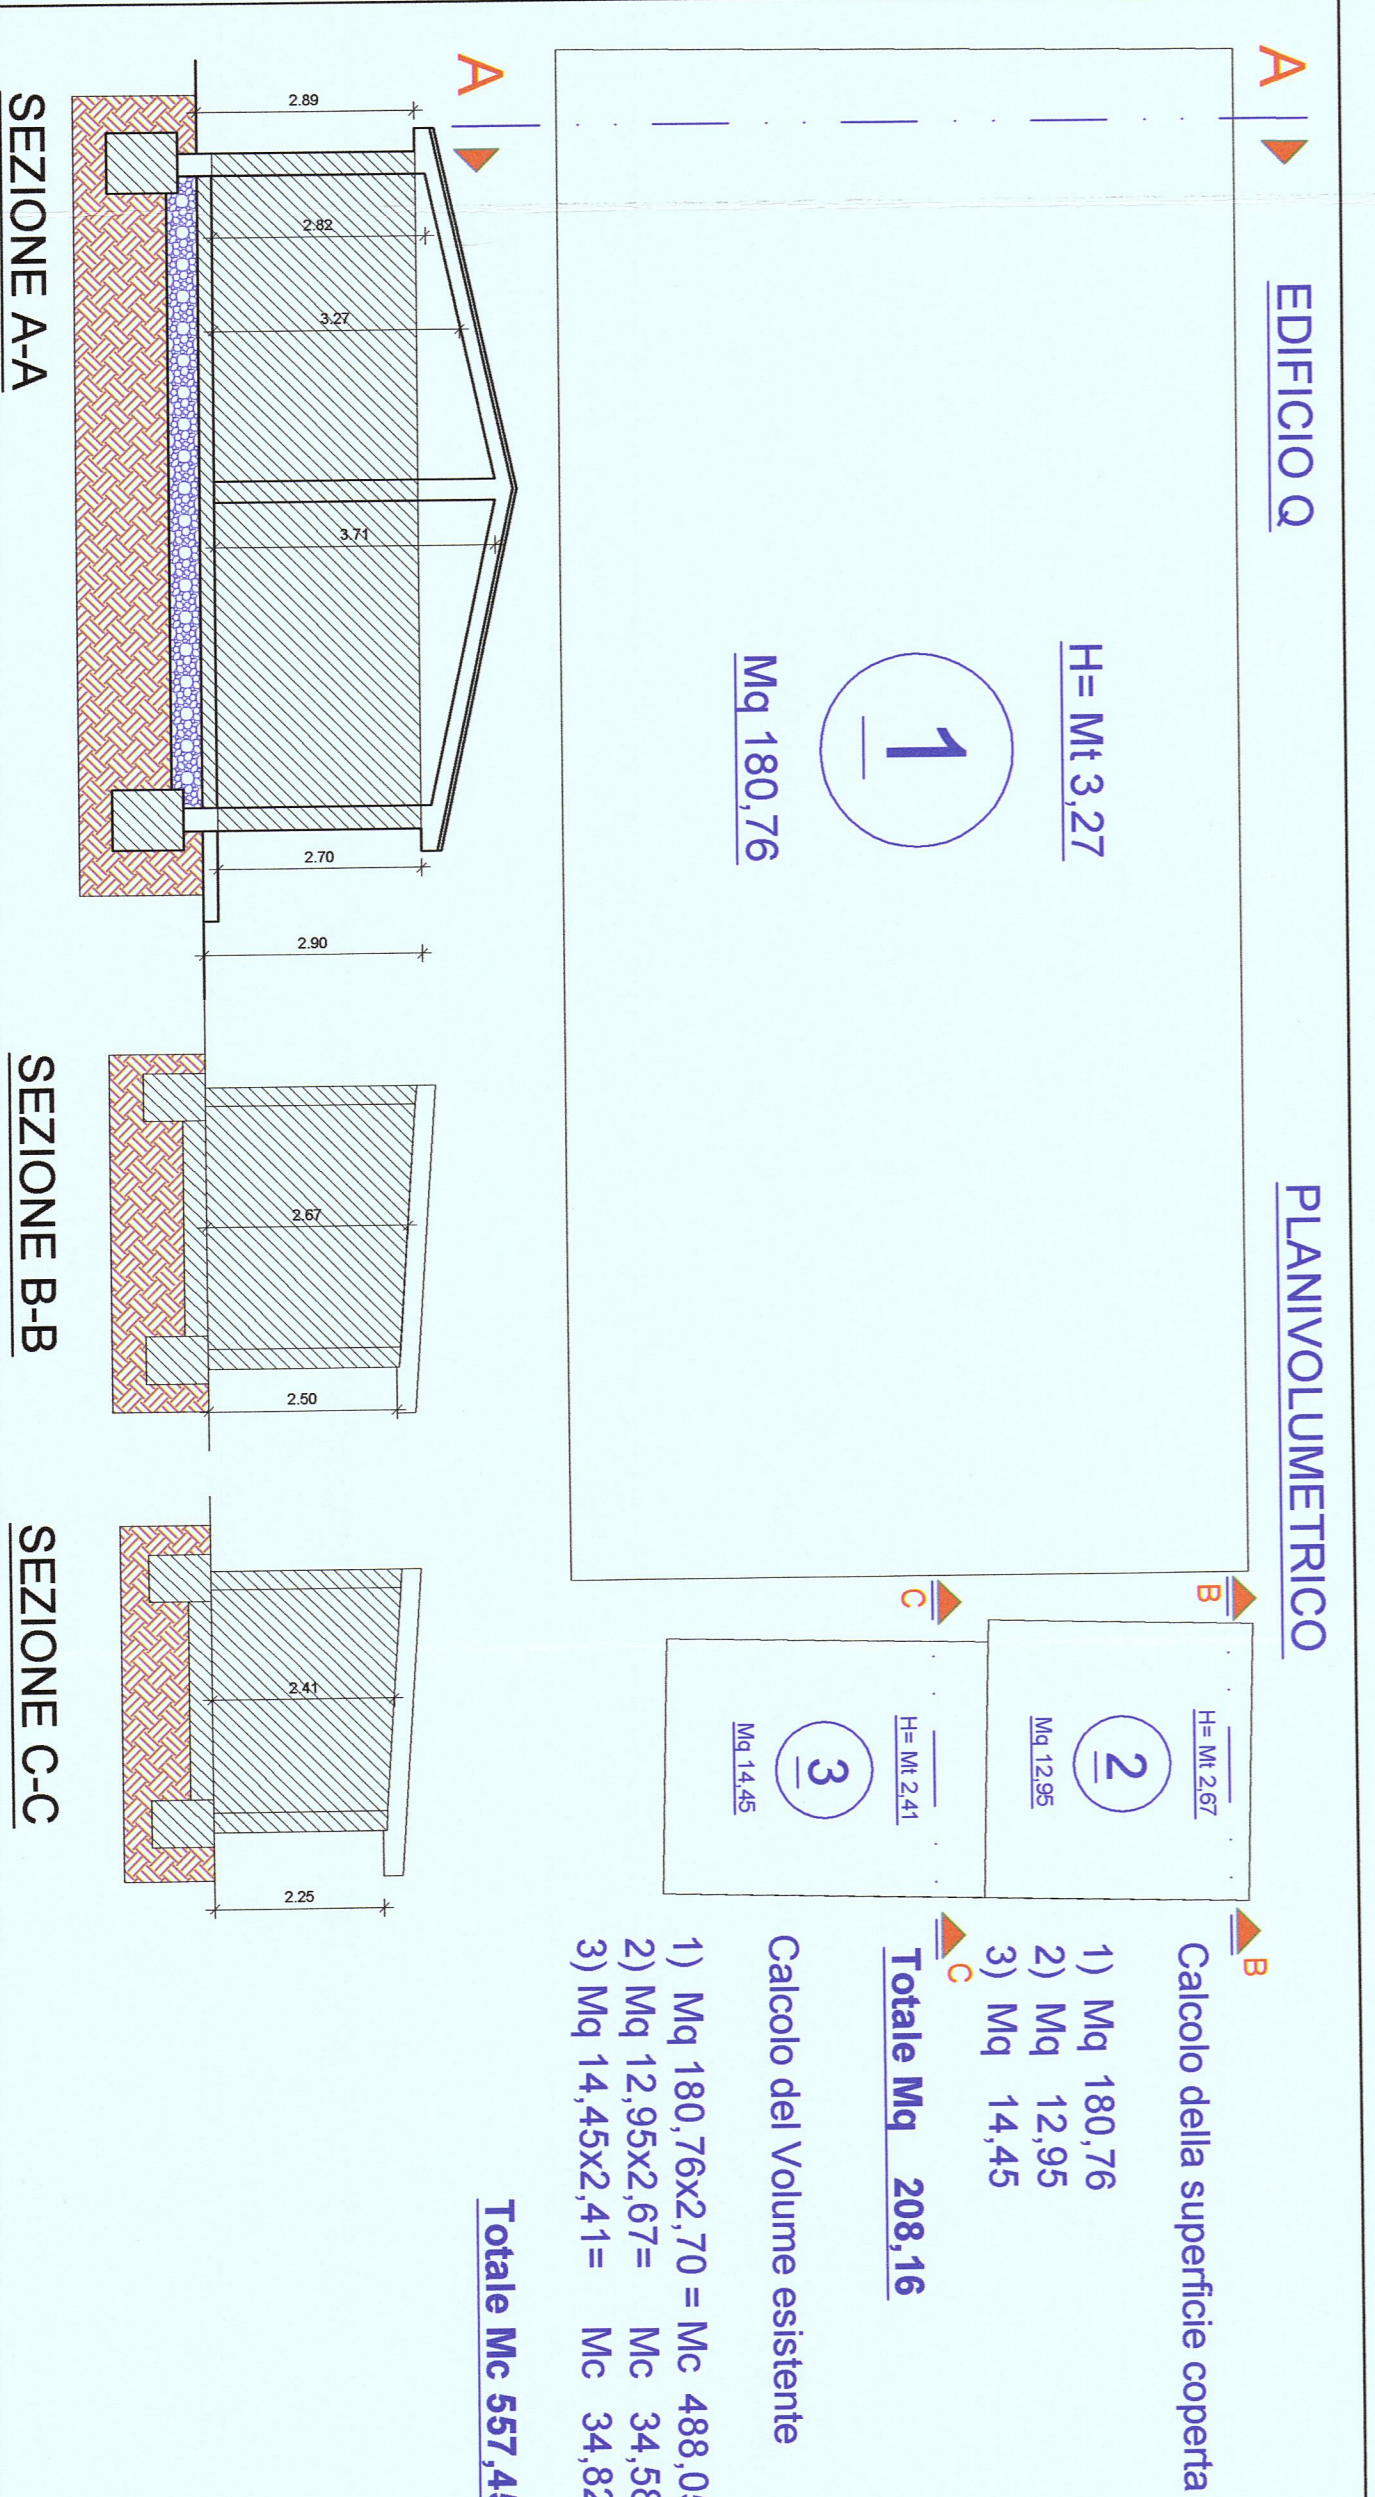 EDIFICIO Q
PLANIVOLUMETRICO
A
A
H= Mt 3,27
1
Mq 180,76
B
B
H= Mt 2,67
2
Mq 12,95
C
C
H= Mt 2,41
3
Mq 14,45
Calcolo della superficie coperta
1) Mq 180,76
2) Mq 12,95
3) Mq 14,45
Totale Mq 208,16
Calcolo del Volume esistente
1) Mq 180,76x2,70 = Mc 488,05
2) Mq 12,95x2,67= Mc 34,58
3) Mq 14,45x2,41= Mc 34,82
Totale Mc 557,45
2.89
2.82
3.27
3.71
2.70
2.90
SEZIONE A-A
2.67
2.50
SEZIONE B-B
2.41
2.25
SEZIONE C-C